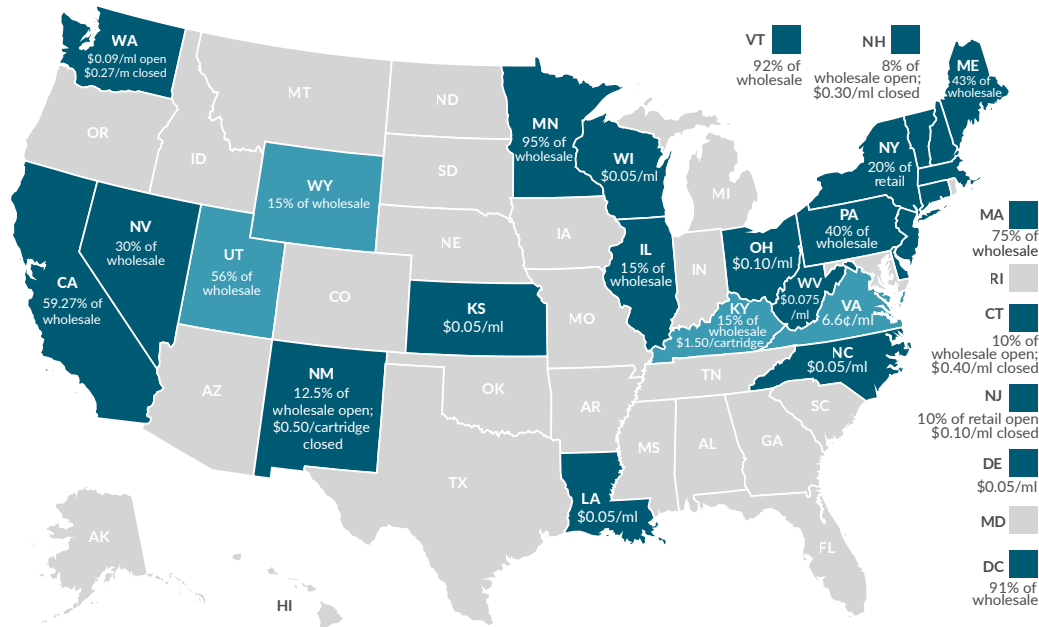 WA
$0.09/ml open
$0.27/m closed
VT
92% of
wholesale
NH
8% of
wholesale open;
$0.30/ml closed
ME
43% of
wholesale
MT
ND
MN
95% of
wholesale
OR
ID
SD
WI
$0.05/ml
NY
20% of
retail
WY
15% of wholesale
MI
NV
30% of
wholesale
UT
56% of
wholesale
NE
IA
PA
40% of
wholesale
MA
75% of
wholesale
CA
59.27% of
wholesale
CO
IL
15% of
wholesale
IN
OH
$0.10/ml
WV
$0.075
/ml
VA
6.6¢/ml
RI
KS
$0.05/ml
MO
KY
15% of
wholesale
$1.50/cartridge
CT
10% of
wholesale open;
$0.40/ml closed
NC
$0.05/ml
AZ
NM
12.5% of
wholesale open;
$0.50/cartridge
closed
OK
AR
TN
SC
NJ
10% of retail open
$0.10/ml closed
MS
AL
GA
DE
$0.05/ml
TX
LA
$0.05/ml
MD
AK
FL
DC
91% of
wholesale
HI